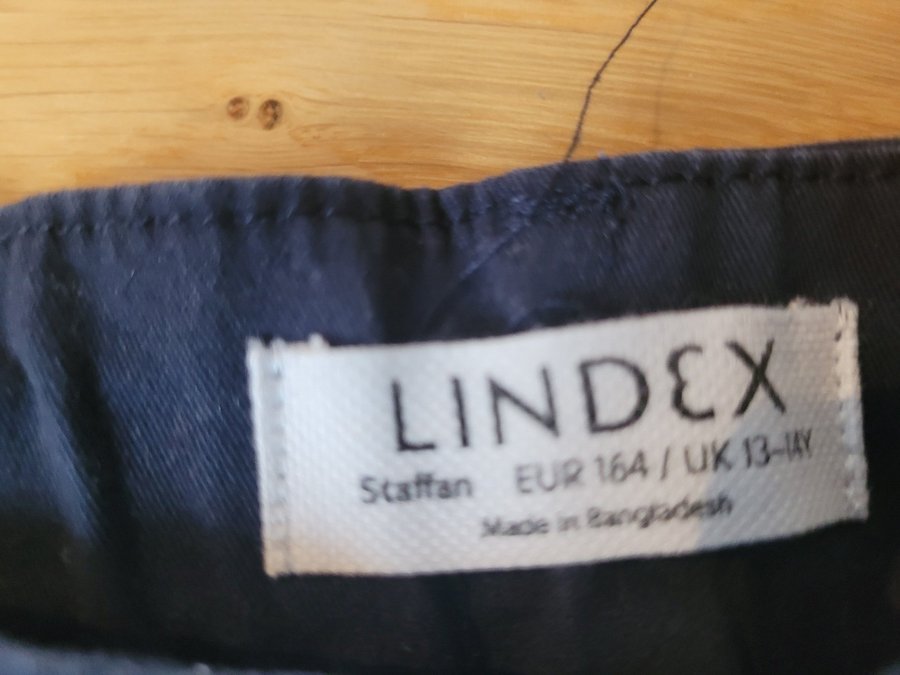 LINDEX
Staffan EUR 164 / UK 13-14Y
Made in Bangladesh